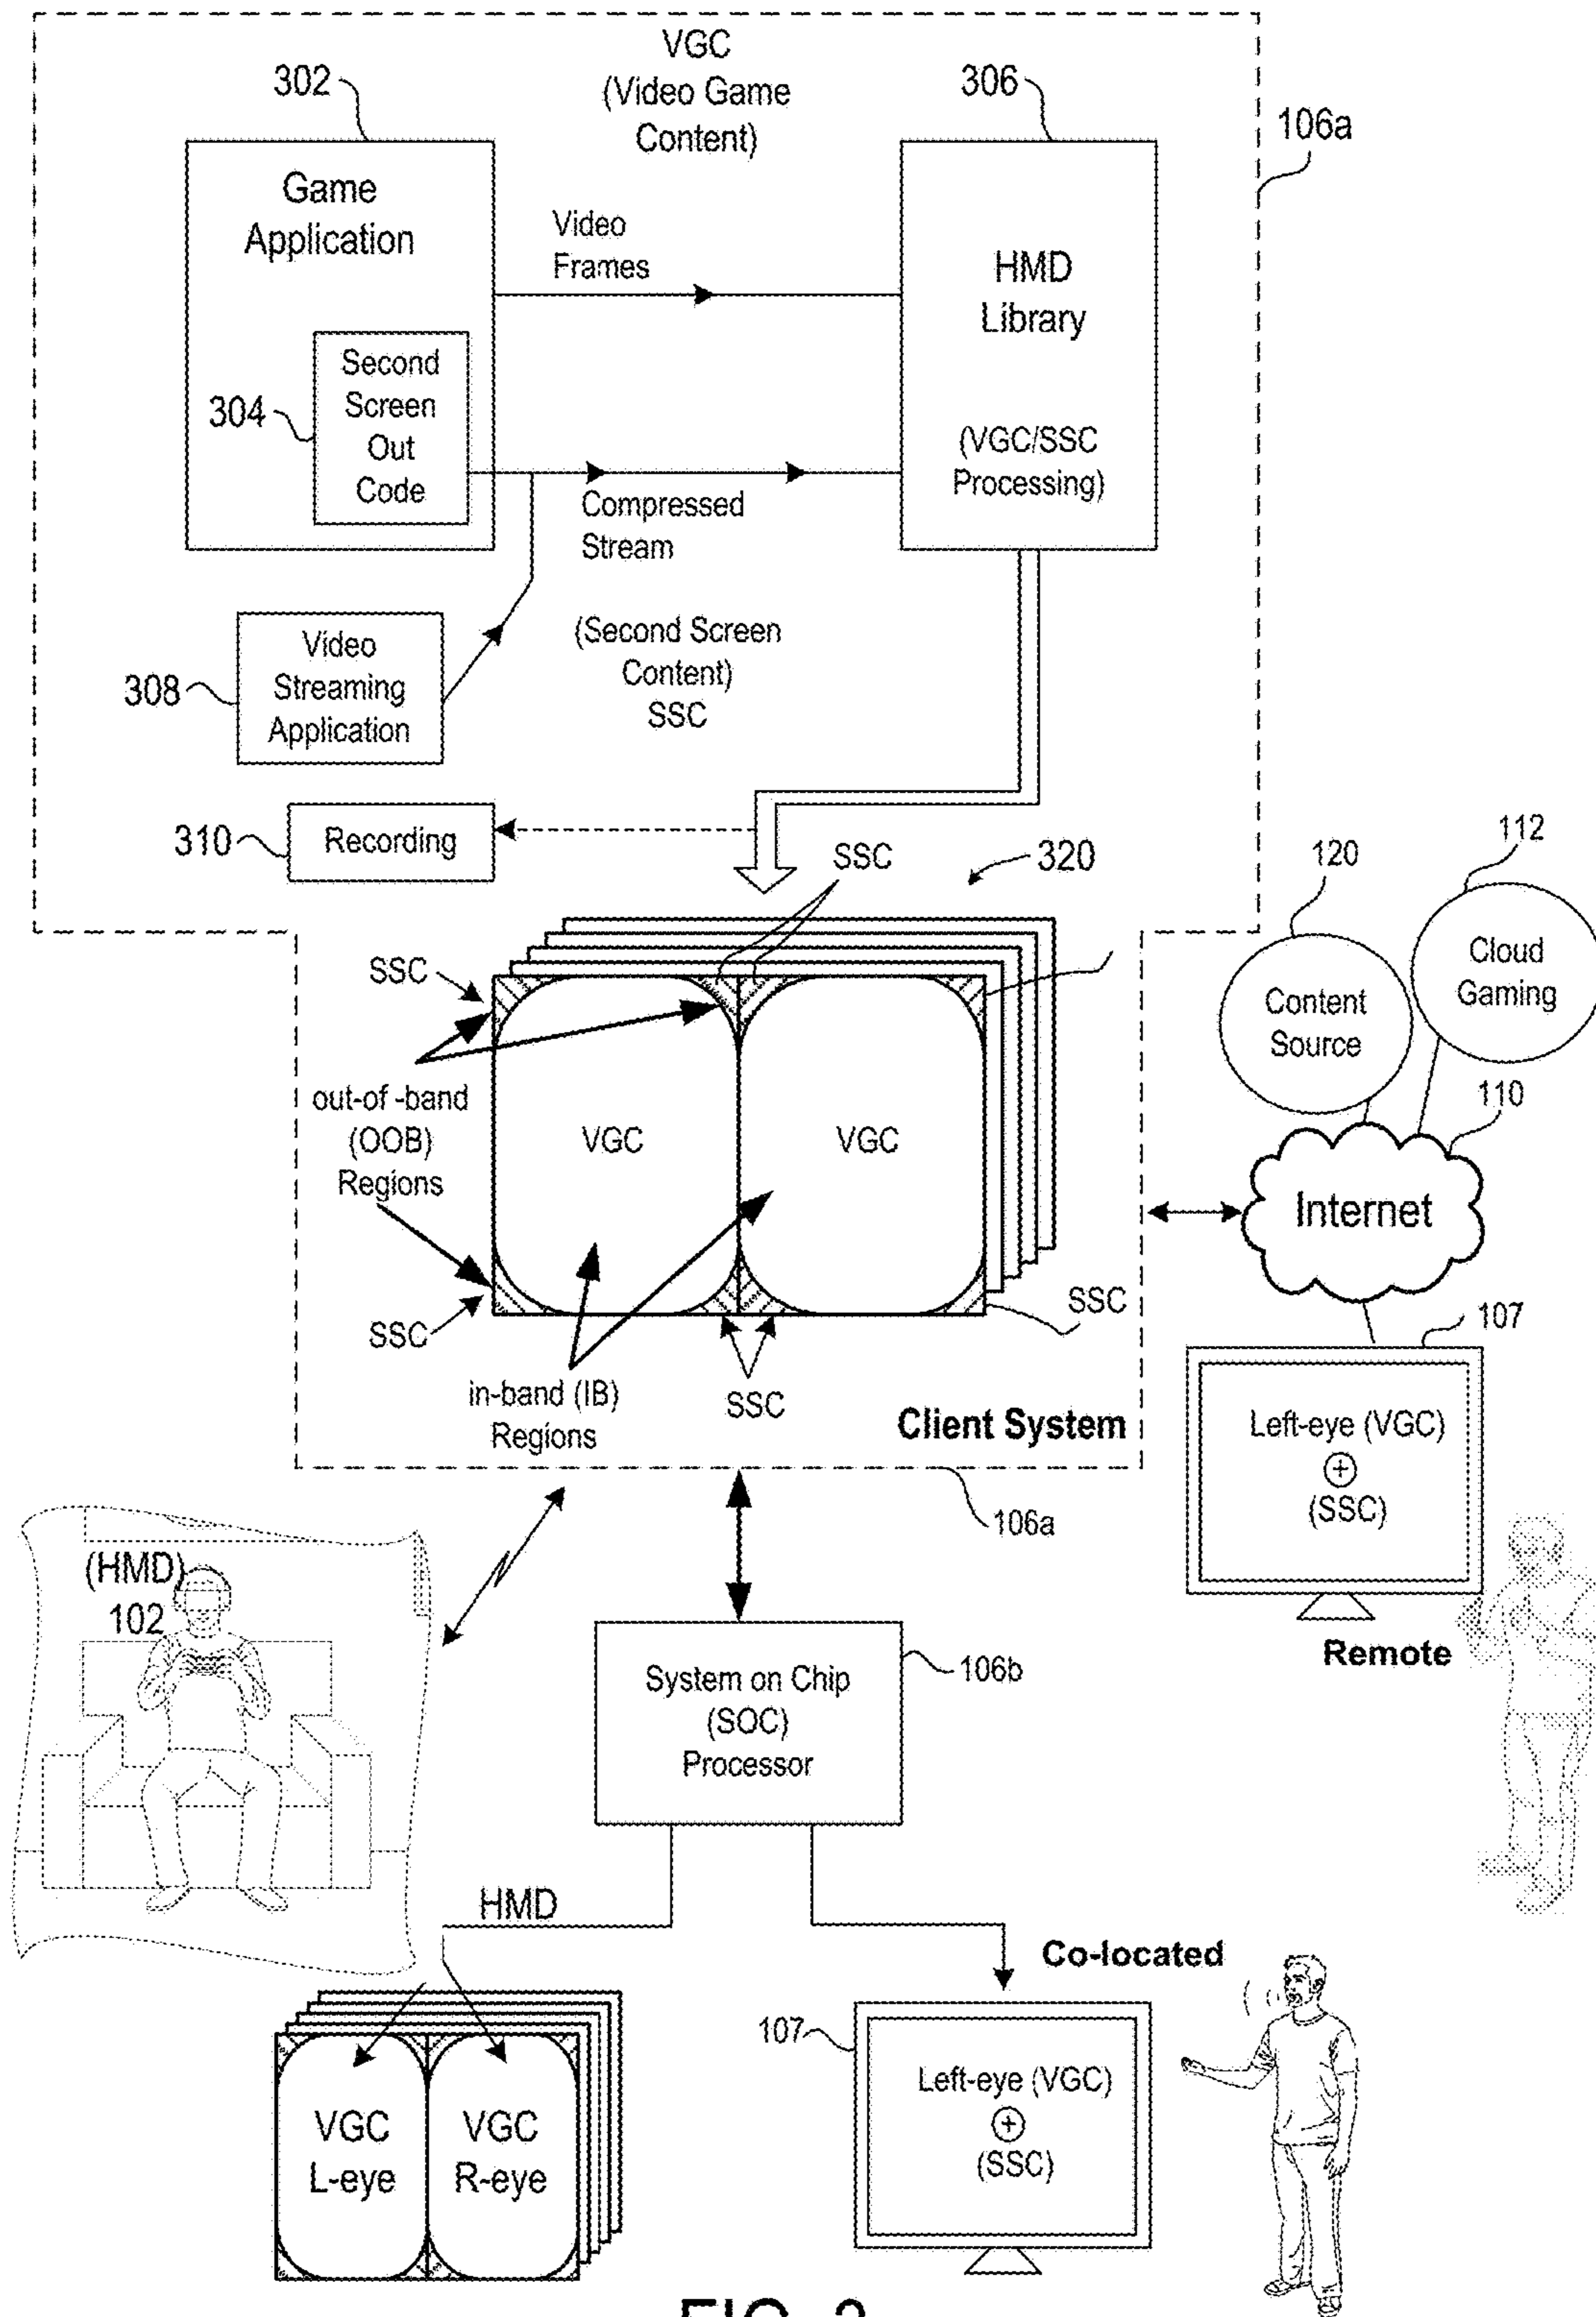 VGC
(Video Game
Content)
302
306
106a
Game
Application
Video
Frames
HMD
Library
304
Second
Screen
Out
Code
(VGC/SSC
Processing)
Compressed
Stream
308
Video
Streaming
Application
(Second Screen
Content)
SSC
310
Recording
SSC
320
120
112
Content
Source
Cloud
Gaming
110
SSC
out-of -band
(OOB)
Regions
VGC
VGC
Internet
SSC
SSC
SSC
in-band (IB)
Regions
Client System
107
Left-eye (VGC)
(SSC)
Remote
106a
(HMD)
102
System on Chip
(SOC)
Processor
106b
HMD
Co-located
VGC
L-eye
VGC
R-eye
107
Left-eye (VGC)
(SSC)